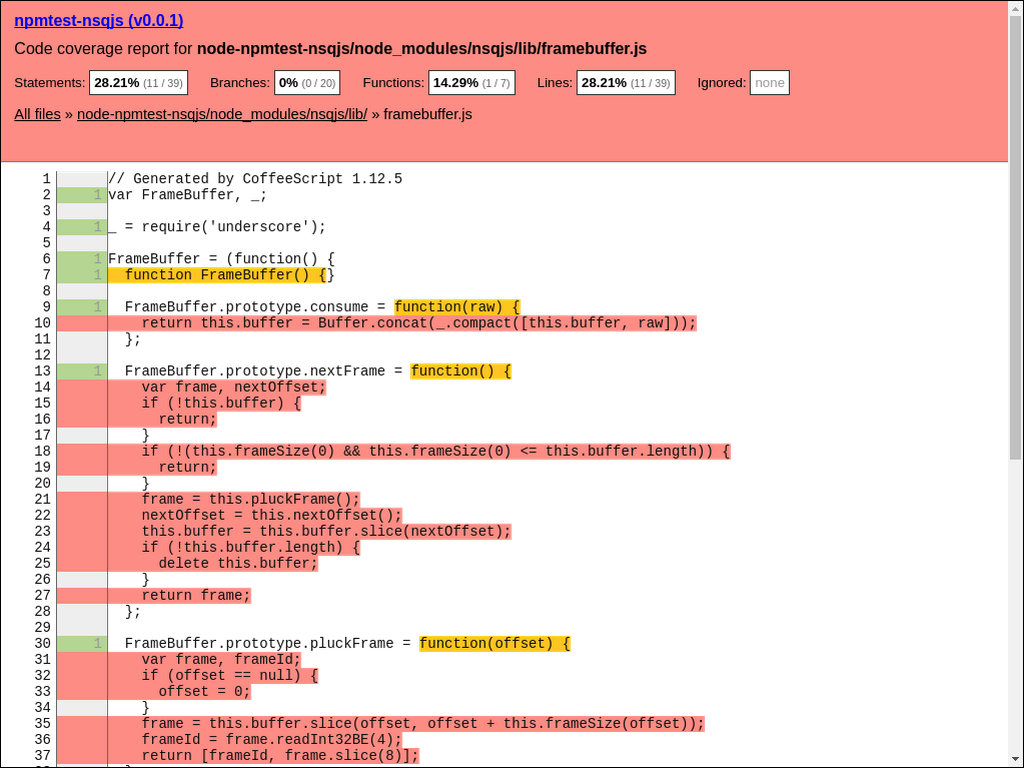 npmtest-nsqjs (v0.0.1)
Code coverage report for node-npmtest-nsqjs/node_modules/nsqjs/lib/framebuffer.js
Statements: 28.21% (11 / 39) Branches: 0% (0 / 20) Functions: 14.29% (1 / 7) Lines: 28.21% (11 / 39) Ignored: none
All files » node-npmtest-nsqjs/node_modules/nsqjs/lib/ » framebuffer.js
1 // Generated by CoffeeScript 1.12.5
2 1 var FrameBuffer, _;
3
4 1 _ = require('underscore');
5
6 1 FrameBuffer = (function() {
7 1   function FrameBuffer() {}
8
9 1   FrameBuffer.prototype.consume = function(raw) {
10     return this.buffer = Buffer.concat(_.compact([this.buffer, raw]));
11   };
12
13 1   FrameBuffer.prototype.nextFrame = function() {
14     var frame, nextOffset;
15     if (!this.buffer) {
16       return;
17     }
18     if (!(this.frameSize(0) && this.frameSize(0) <= this.buffer.length)) {
19       return;
20     }
21     frame = this.pluckFrame();
22     nextOffset = this.nextOffset();
23     this.buffer = this.buffer.slice(nextOffset);
24     if (!this.buffer.length) {
25       delete this.buffer;
26     }
27     return frame;
28   };
29
30 1   FrameBuffer.prototype.pluckFrame = function(offset) {
31     var frame, frameId;
32     if (offset == null) {
33       offset = 0;
34     }
35     frame = this.buffer.slice(offset, offset + this.frameSize(offset));
36     frameId = frame.readInt32BE(4);
37     return [frameId, frame.slice(8)];